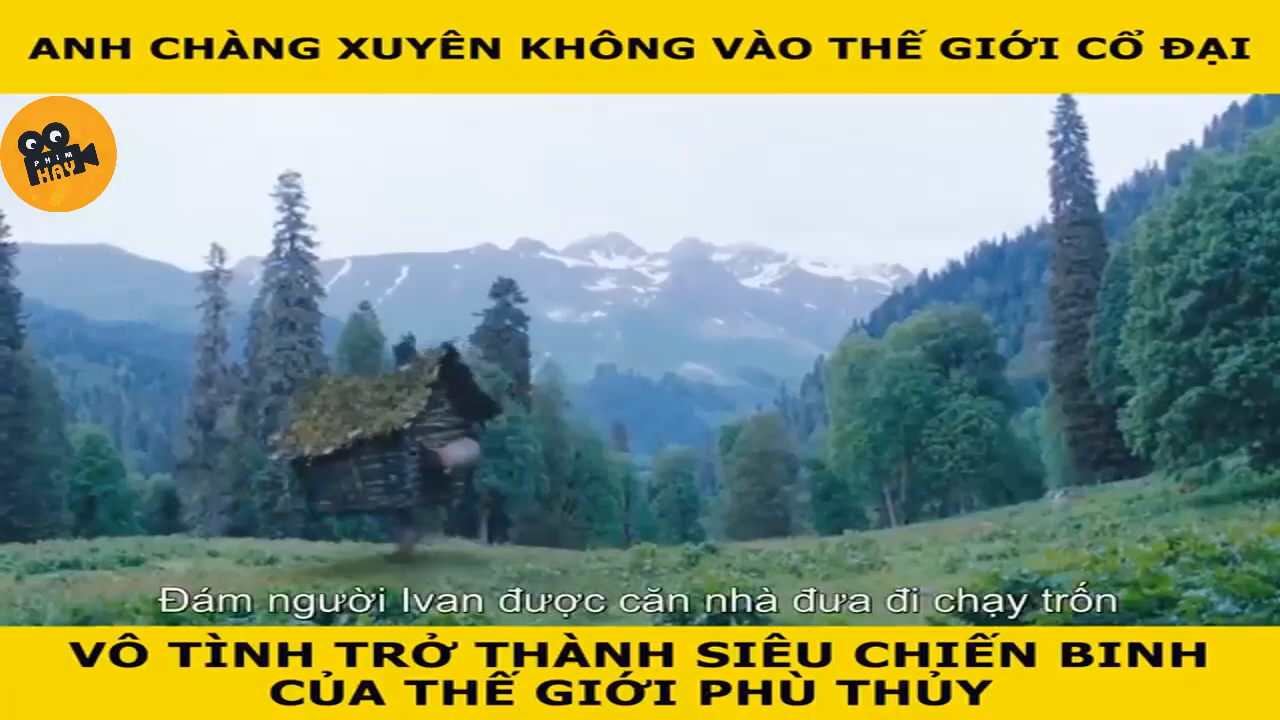 ANH CHÀNG XUYÊN KHÔNG VÀO THẾ GIỚI CỔ ĐẠI
PHIM
HAY
Đám người Ivan được căn nhà đưa đi chạy trốn
VÔ TÌNH TRỞ THÀNH SIÊU CHIẾN BINH
CỦA THẾ GIỚI PHÙ THỦY